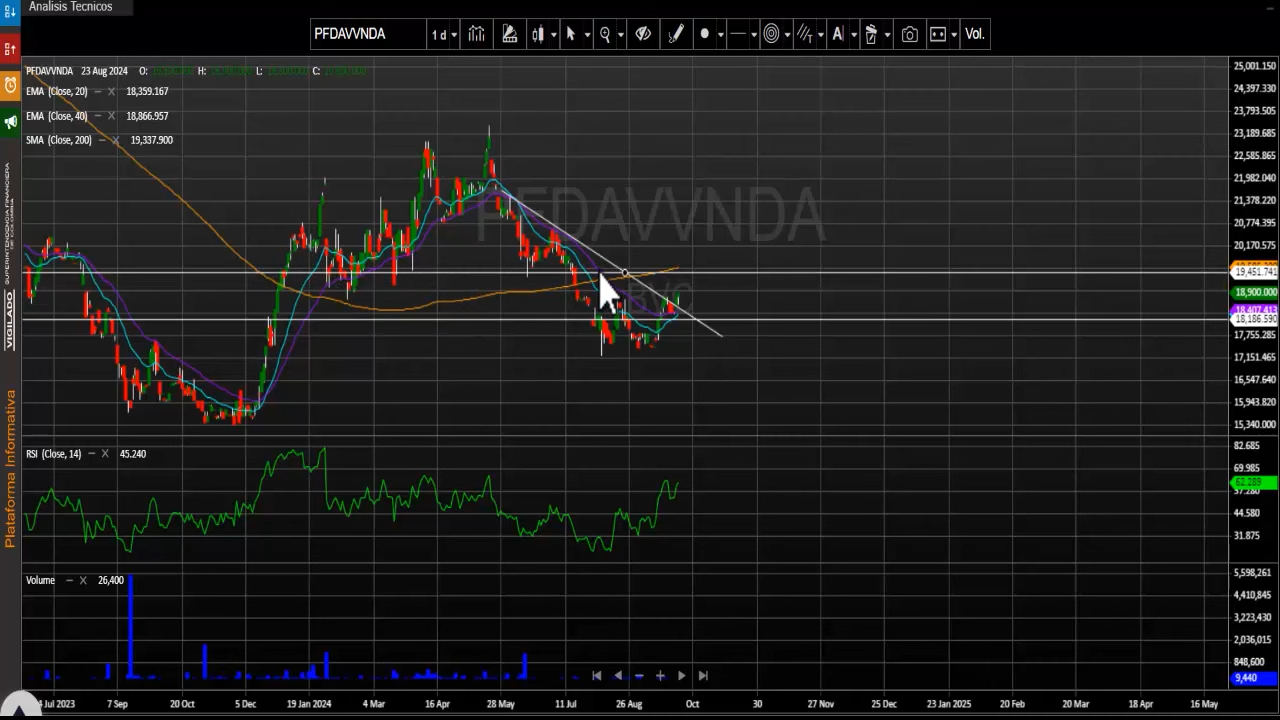 Analisis Tecnicos
PFDAVVNDA
1 d
A
Vol.
PFDAVVNDA 23 Aug 2024 O: H: L: C:
EMA (Close, 20) – X 18,359.167
EMA (Close, 40) – X 18,866.957
SMA (Close, 200) – X 19,337.900
PFDAVVNDA
BVC
25,001.150
24,397.330
23,793.505
23,189.685
22,585.865
21,982.040
21,378.220
20,774.395
20,170.575
19,451.741
18,900.000
18,186.590
17,755.285
17,151.465
16,547.640
15,943.820
15,340.000
RSI (Close, 14) – X 45.240
82.685
69.985
62.289
57.280
44.580
31.875
Volume – X 26,400
5,598,261
4,410,845
3,223,430
2,036,015
848,600
9,440
Jul 2023
7 Sep
20 Oct
5 Dec
19 Jan 2024
4 Mar
16 Apr
28 May
11 Jul
26 Aug
Oct
30
27 Nov
25 Dec
23 Jan 2025
20 Feb
20 Mar
18 Apr
16 May
VIGILADO
SUPERINTENDENCIA FINANCIERA
DE COLOMBIA
Plataforma Informativa